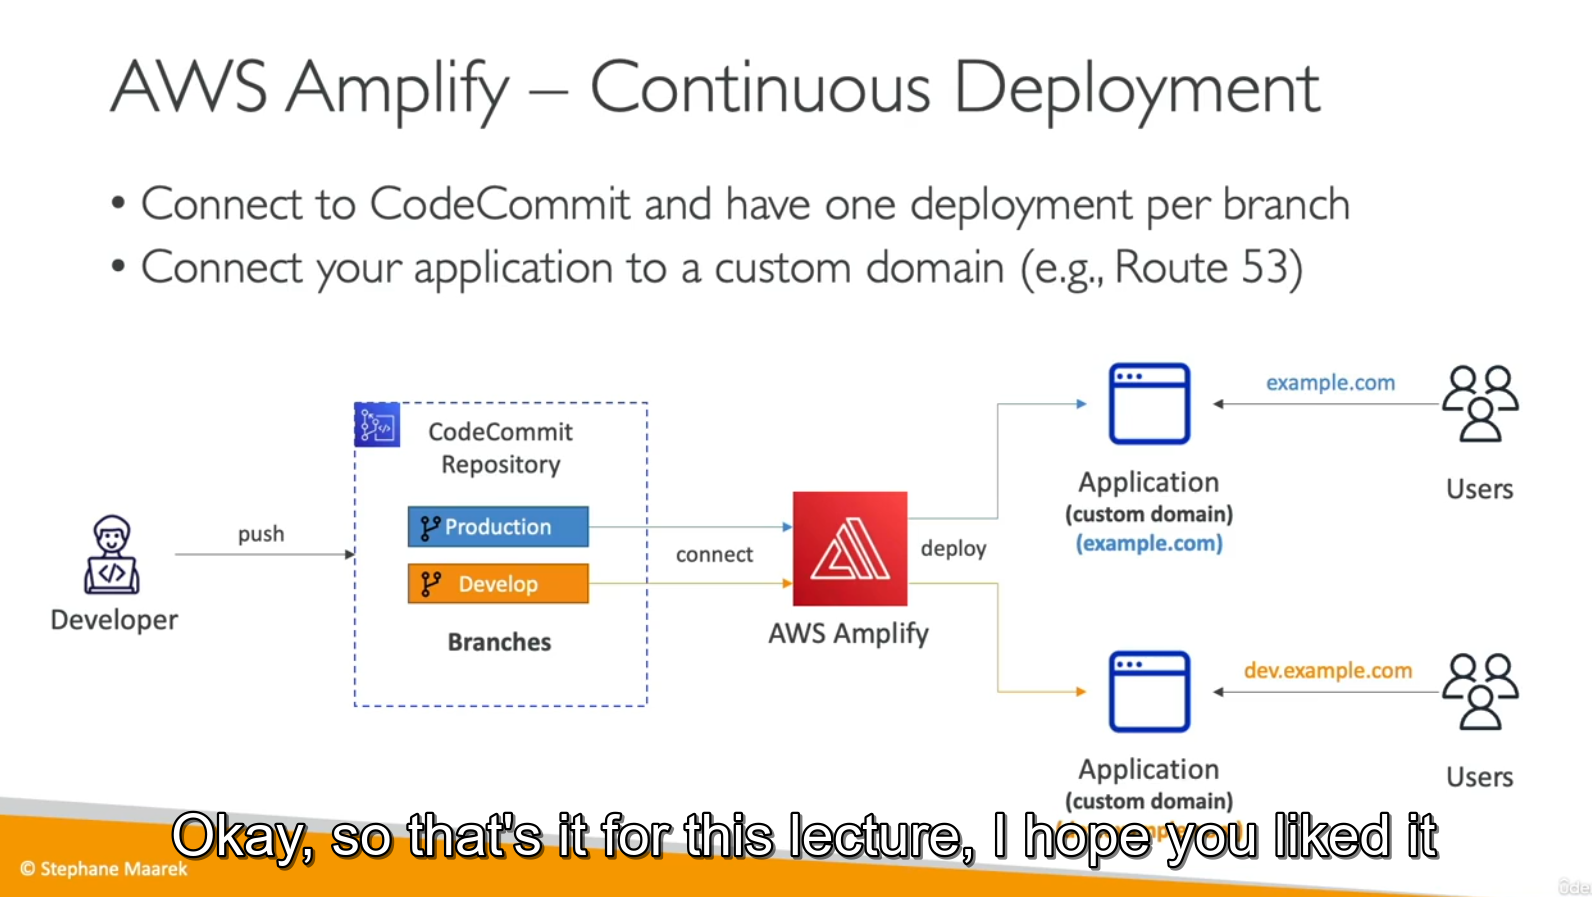 AWS Amplify – Continuous Deployment
• Connect to CodeCommit and have one deployment per branch
• Connect your application to a custom domain (e.g., Route 53)
CodeCommit
Repository
Production
Develop
Branches
push
Developer
connect
AWS Amplify
deploy
Application
(custom domain)
(example.com)
example.com
Users
Application
(custom domain)
dev.example.com
Users
Okay, so that's it for this lecture, I hope you liked it
© Stephane Maarek